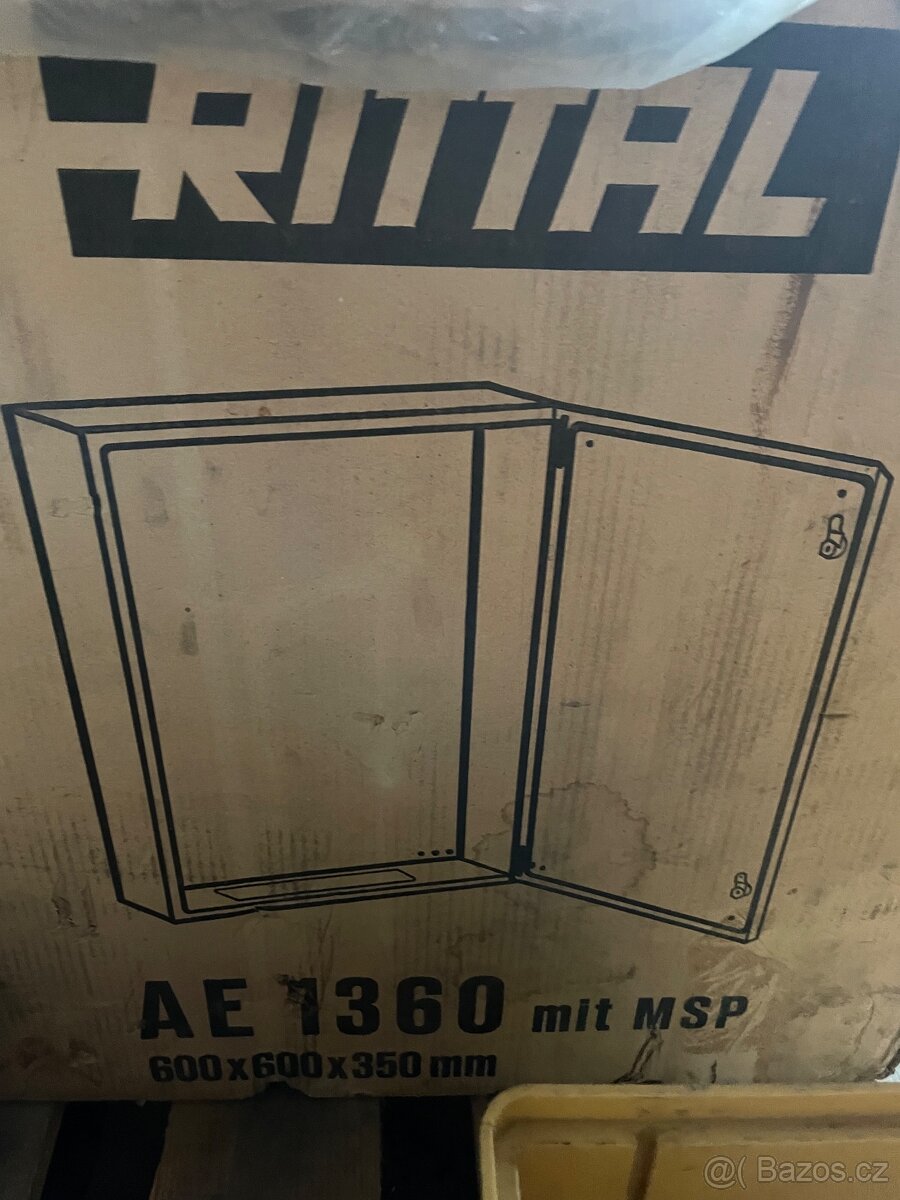 RITTAL
AE 1360 mit MSP
600x600x350 mm
@( Bazos.cz